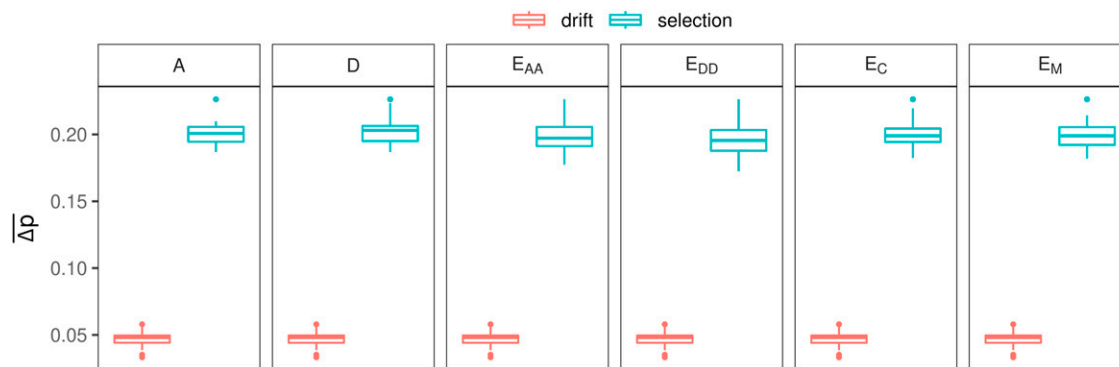 drift selection
A D E_AA E_DD E_C E_M
0.20
0.15
0.10
0.05
Δp